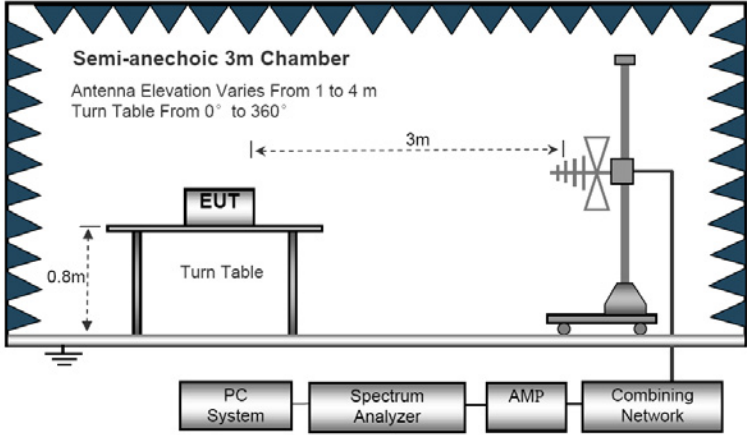 Semi-anechoic 3m Chamber
Antenna Elevation Varies From 1 to 4 m
Turn Table From 0° to 360°
3m
EUT
0.8m
Turn Table
PC
System
Spectrum
Analyzer
AMP
Combining
Network